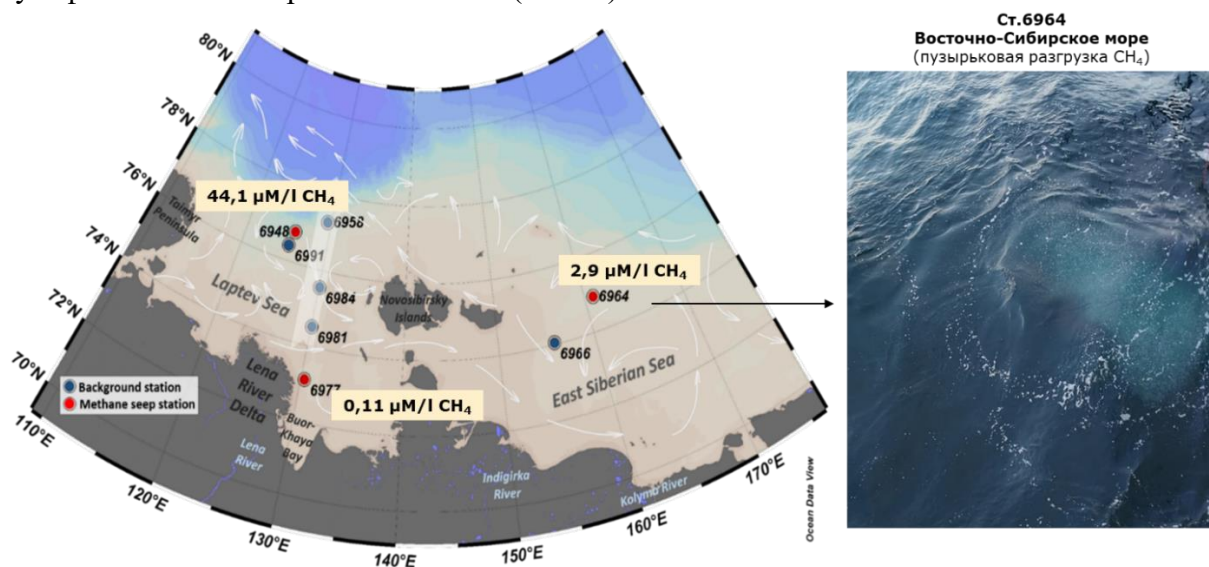 Ст.6964
Восточно-Сибирское море
(пузырьковая разгрузка CH₄)
80°N
78°N
76°N
74°N
72°N
70°N
110°E
120°E
130°E
140°E
150°E
160°E
170°E
Taimyr
Peninsula
44,1 µM/l CH₄
6948
6958
6991
Laptev Sea
6984
6981
Novosibirsky
Islands
2,9 µM/l CH₄
6964
6966
East Siberian Sea
Lena
River
Delta
6977
0,11 µM/l CH₄
Buor-
Khaya
Bay
Background station
Methane seep station
Lena
River
Indigirka
River
Kolyma River
Ocean Data View